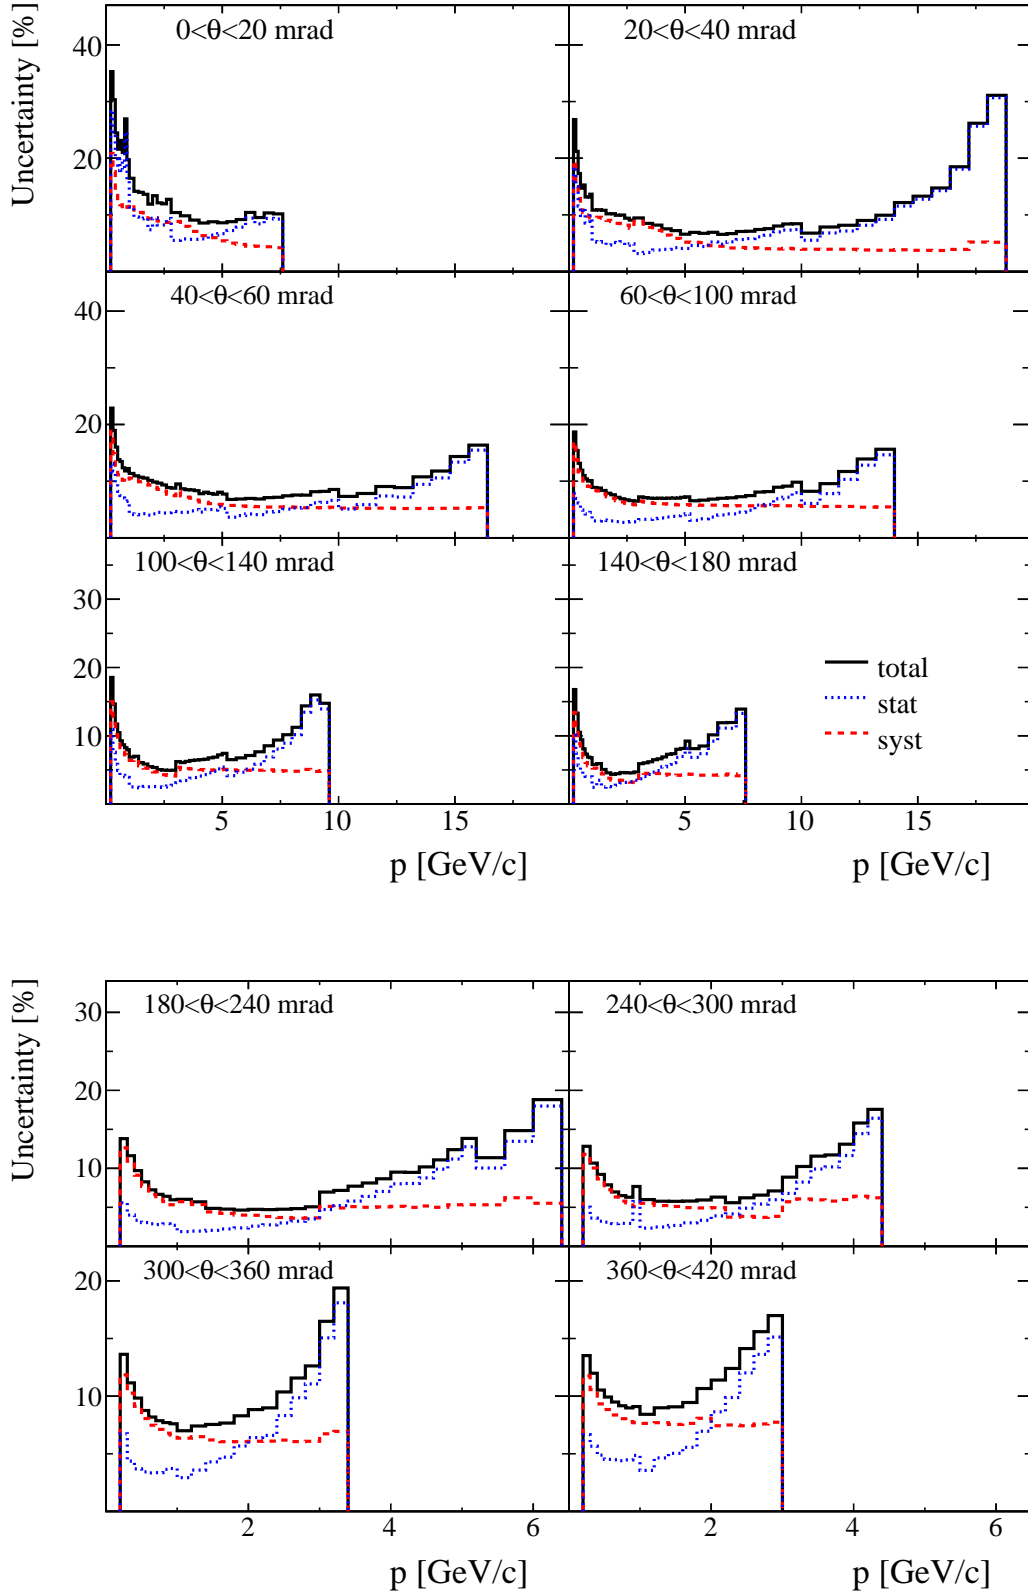 Uncertainty [%]
0<θ<20 mrad
20<θ<40 mrad
40
20
40<θ<60 mrad
60<θ<100 mrad
40
20
100<θ<140 mrad
140<θ<180 mrad
30
20
10
total
stat
syst
5 10 15
5 10 15
p [GeV/c]
p [GeV/c]
Uncertainty [%]
180<θ<240 mrad
240<θ<300 mrad
30
20
10
300<θ<360 mrad
360<θ<420 mrad
20
10
2 4 6
2 4 6
p [GeV/c]
p [GeV/c]